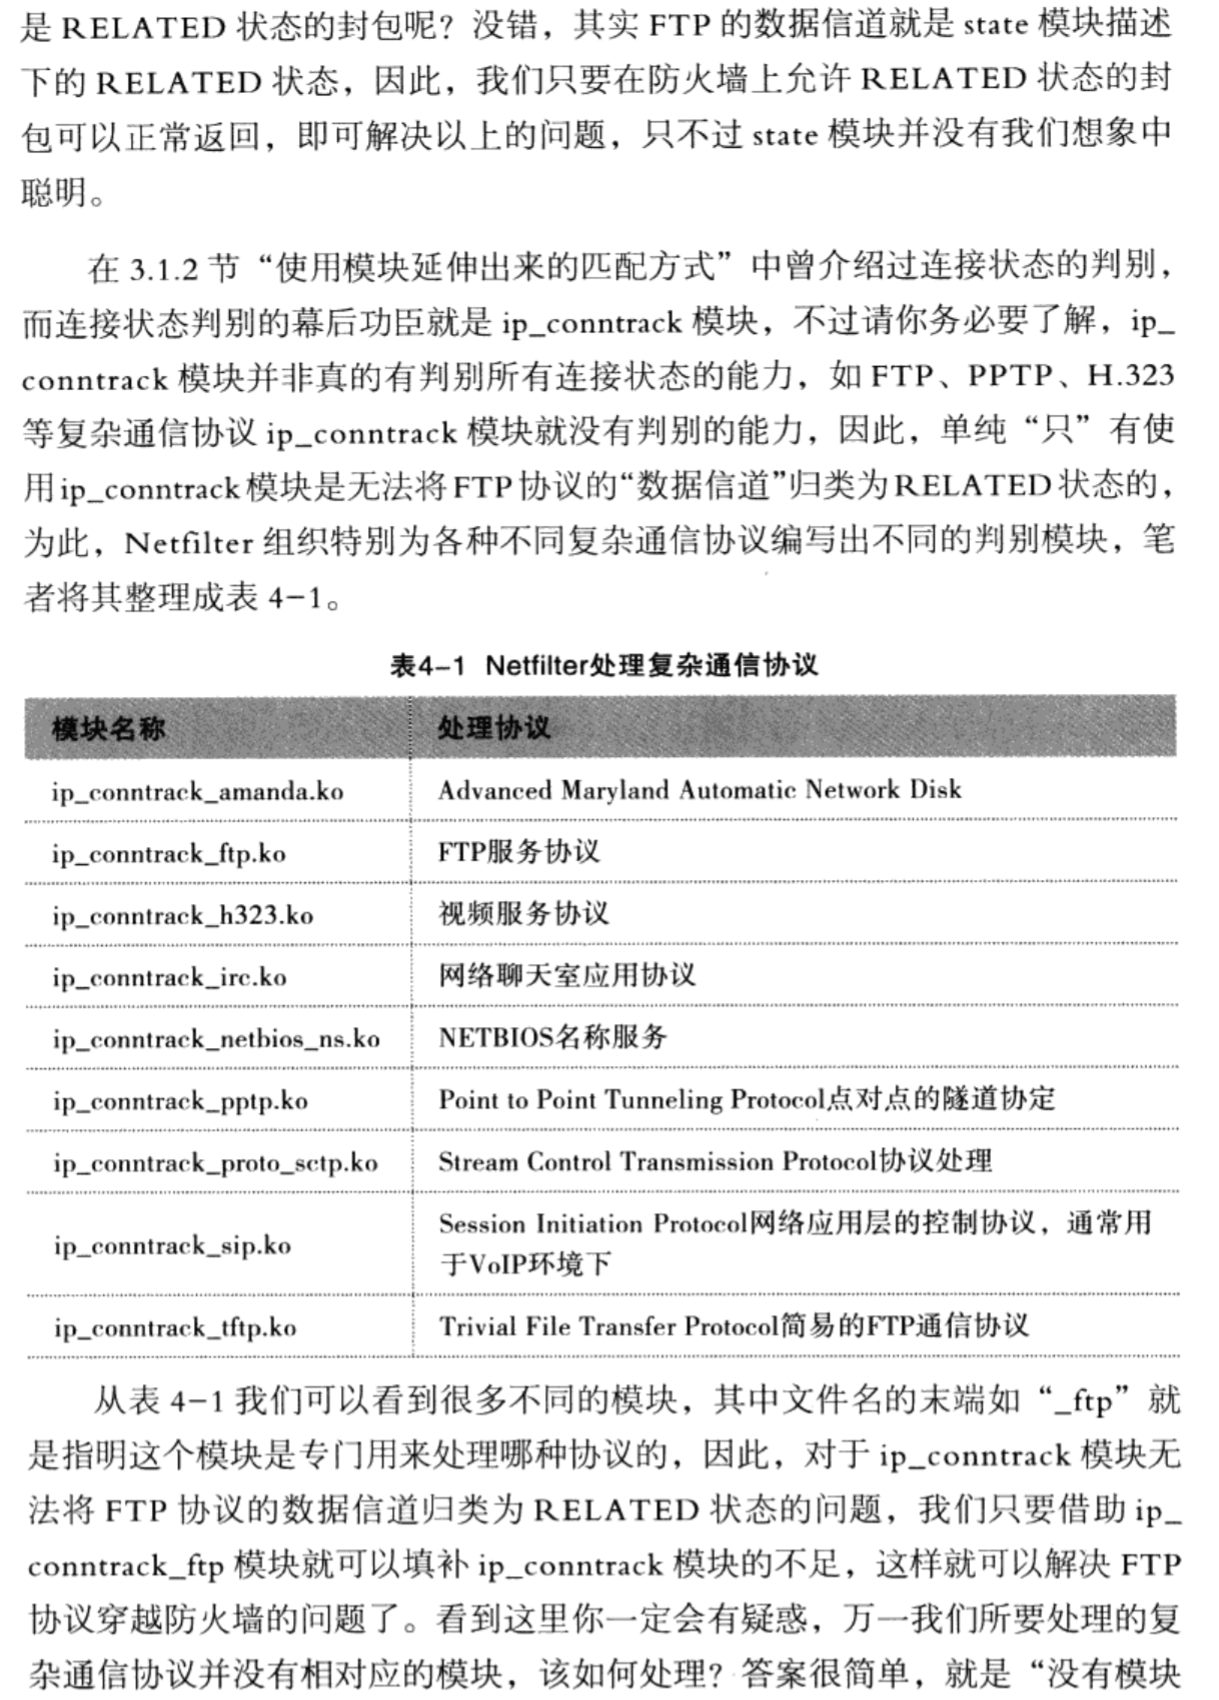 是 RELATED 状态的封包呢？没错，其实 FTP 的数据信道就是 state 模块描述
下的 RELATED 状态，因此，我们只要在防火墙上允许 RELATED 状态的封
包可以正常返回，即可解决以上的问题，只不过 state 模块并没有我们想象中
聪明。
在 3.1.2 节“使用模块延伸出来的匹配方式”中曾介绍过连接状态的判别，
而连接状态判别的幕后功臣就是 ip_conntrack 模块，不过请你务必要了解，ip_
conntrack 模块并非真的有判别所有连接状态的能力，如 FTP、PPTP、H.323
等复杂通信协议 ip_conntrack 模块就没有判别的能力，因此，单纯“只”有使
用ip_conntrack模块是无法将FTP协议的“数据信道”归类为RELATED状态的，
为此，Netfilter 组织特别为各种不同复杂通信协议编写出不同的判别模块，笔
者将其整理成表 4-1。
表4-1 Netfilter处理复杂通信协议
模块名称 处理协议
ip_conntrack_amanda.ko Advanced Maryland Automatic Network Disk
ip_conntrack_ftp.ko FTP服务协议
ip_conntrack_h323.ko 视频服务协议
ip_conntrack_irc.ko 网络聊天室应用协议
ip_conntrack_netbios_ns.ko NETBIOS名称服务
ip_conntrack_pptp.ko Point to Point Tunneling Protocol点对点的隧道协定
ip_conntrack_proto_sctp.ko Stream Control Transmission Protocol协议处理
ip_conntrack_sip.ko Session Initiation Protocol网络应用层的控制协议，通常用
于VoIP环境下
ip_conntrack_tftp.ko Trivial File Transfer Protocol简易的FTP通信协议
从表 4-1 我们可以看到很多不同的模块，其中文件名的末端如“_ftp”就
是指明这个模块是专门用来处理哪种协议的，因此，对于 ip_conntrack 模块无
法将 FTP 协议的数据信道归类为 RELATED 状态的问题，我们只要借助 ip_
conntrack_ftp 模块就可以填补 ip_conntrack 模块的不足，这样就可以解决 FTP
协议穿越防火墙的问题了。看到这里你一定会有疑惑，万一我们所要处理的复
杂通信协议并没有相对应的模块，该如何处理？答案很简单，就是“没有模块